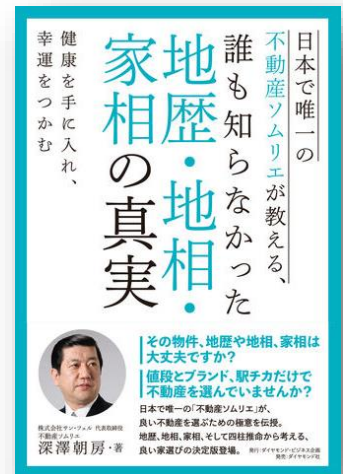 日本で唯一の
不動産ソムリエが教える、
誰も知らなかった
地歴・地相・
家相の真実
健康を手に入れ、
幸運をつかむ
その物件、地歴や地相、家相は
大丈夫ですか?
値段とブランド、駅チカだけで
不動産を選んでいませんか?
日本で唯一の「不動産ソムリエ」が、
良い不動産を選ぶための極意を伝授。
地歴、地相、家相、そして四柱推命から考える、
良い家選びの決定版登場。
発行:ダイヤモンド・ビジネス企画
発売:ダイヤモンド社
株式会社サン・フェル 代表取締役
不動産ソムリエ
深澤朝房・著